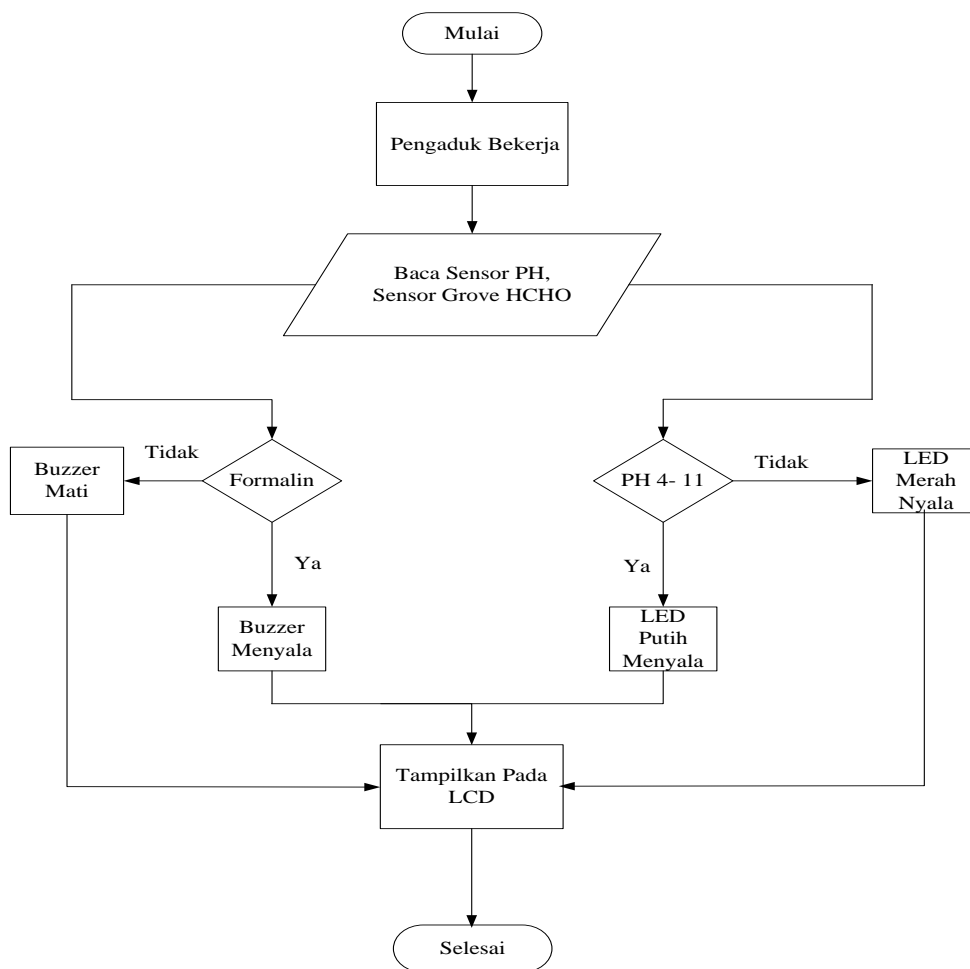 Mulai
Pengaduk Bekerja
Baca Sensor PH,
Sensor Grove HCHO
Tidak
Buzzer
Mati
Formalin
PH 4- 11
Tidak
LED
Merah
Nyala
Ya
Ya
Buzzer
Menyala
LED
Putih
Menyala
Tampilkan Pada
LCD
Selesai